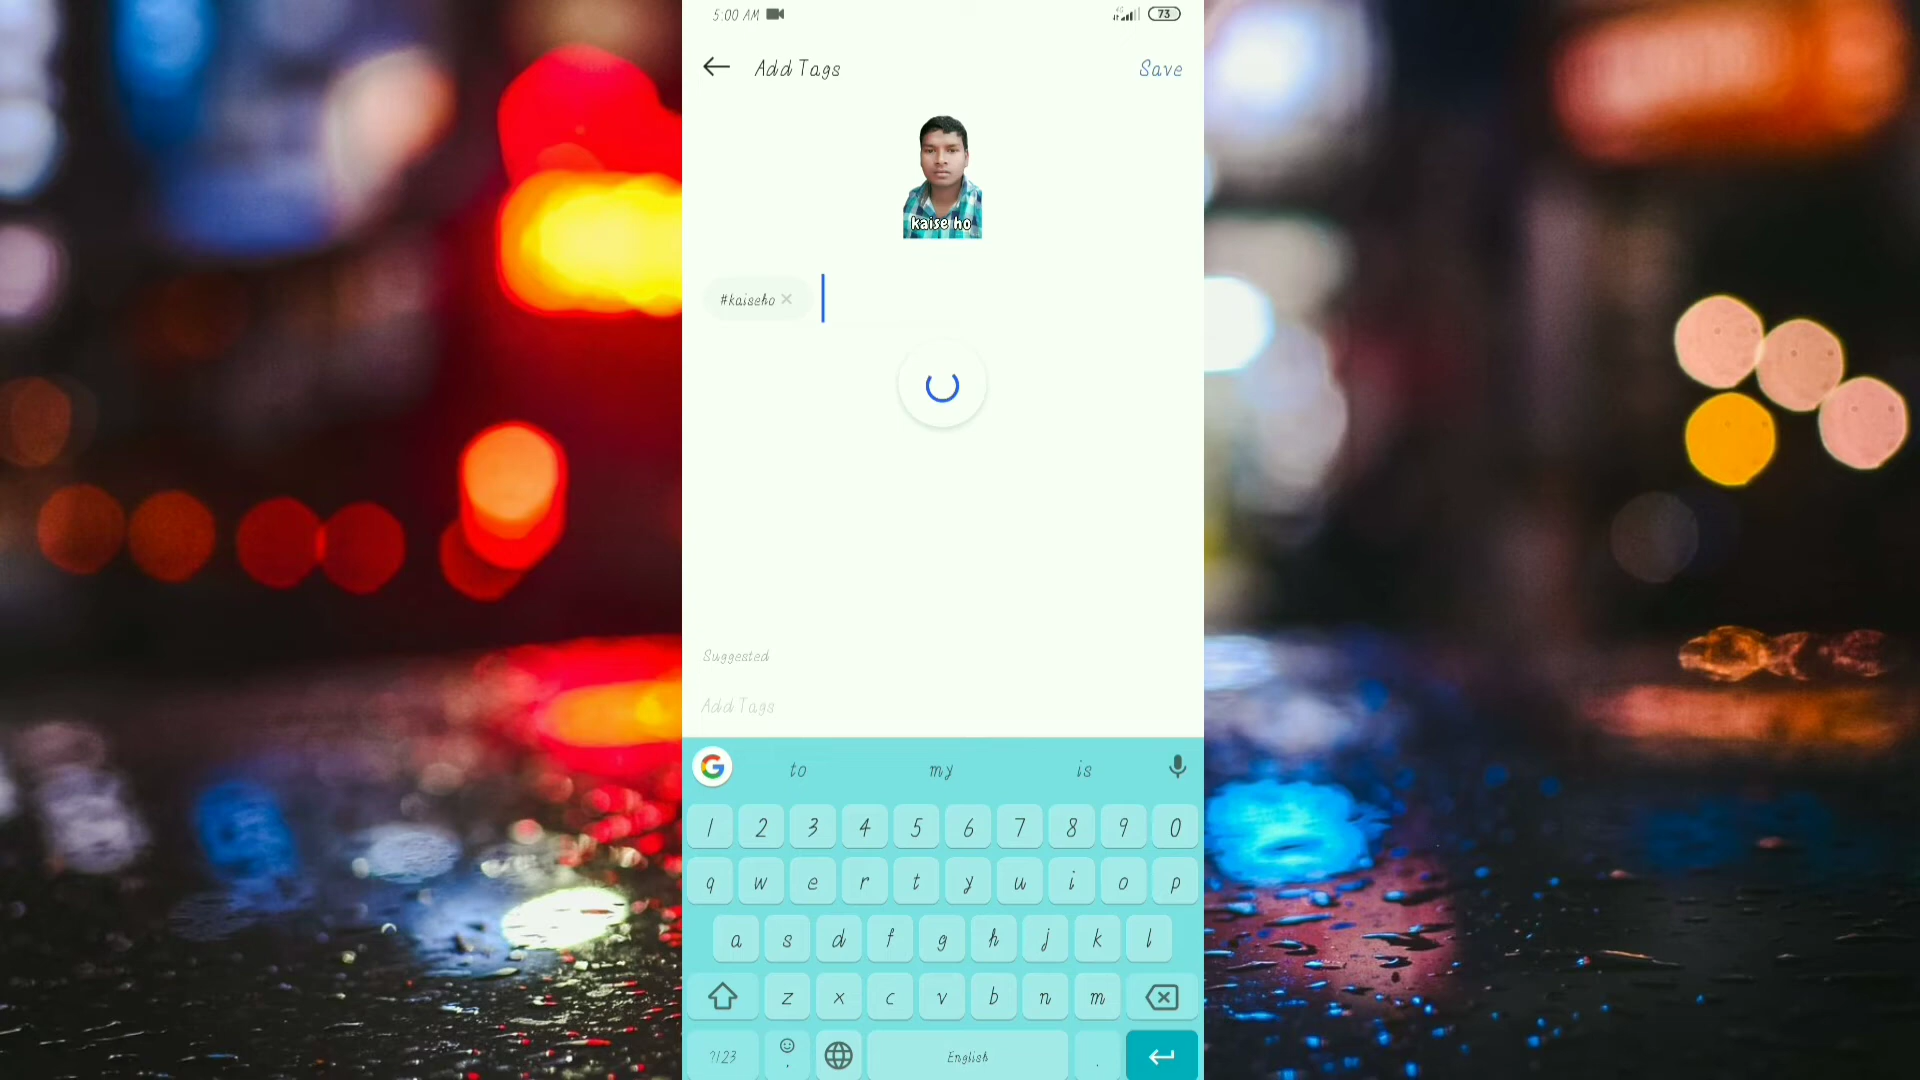 5:00 AM 4G 73
Add Tags Save
kaise ho
#kaiseho
Suggested
Add Tags
G to my is
1 2 3 4 5 6 7 8 9 0
q w e r t y u i o p
a s d f g h j k l
z x c v b n m
?123 , English .